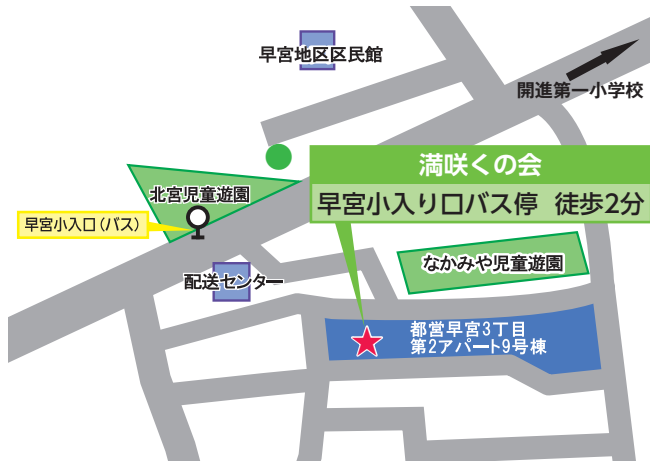 早宮地区区民館
開進第一小学校
満咲くの会
早宮小入り口バス停 徒歩2分
北宮児童遊園
早宮小入口(バス)
なかみや児童遊園
配送センター
都営早宮3丁目
第2アパート9号棟